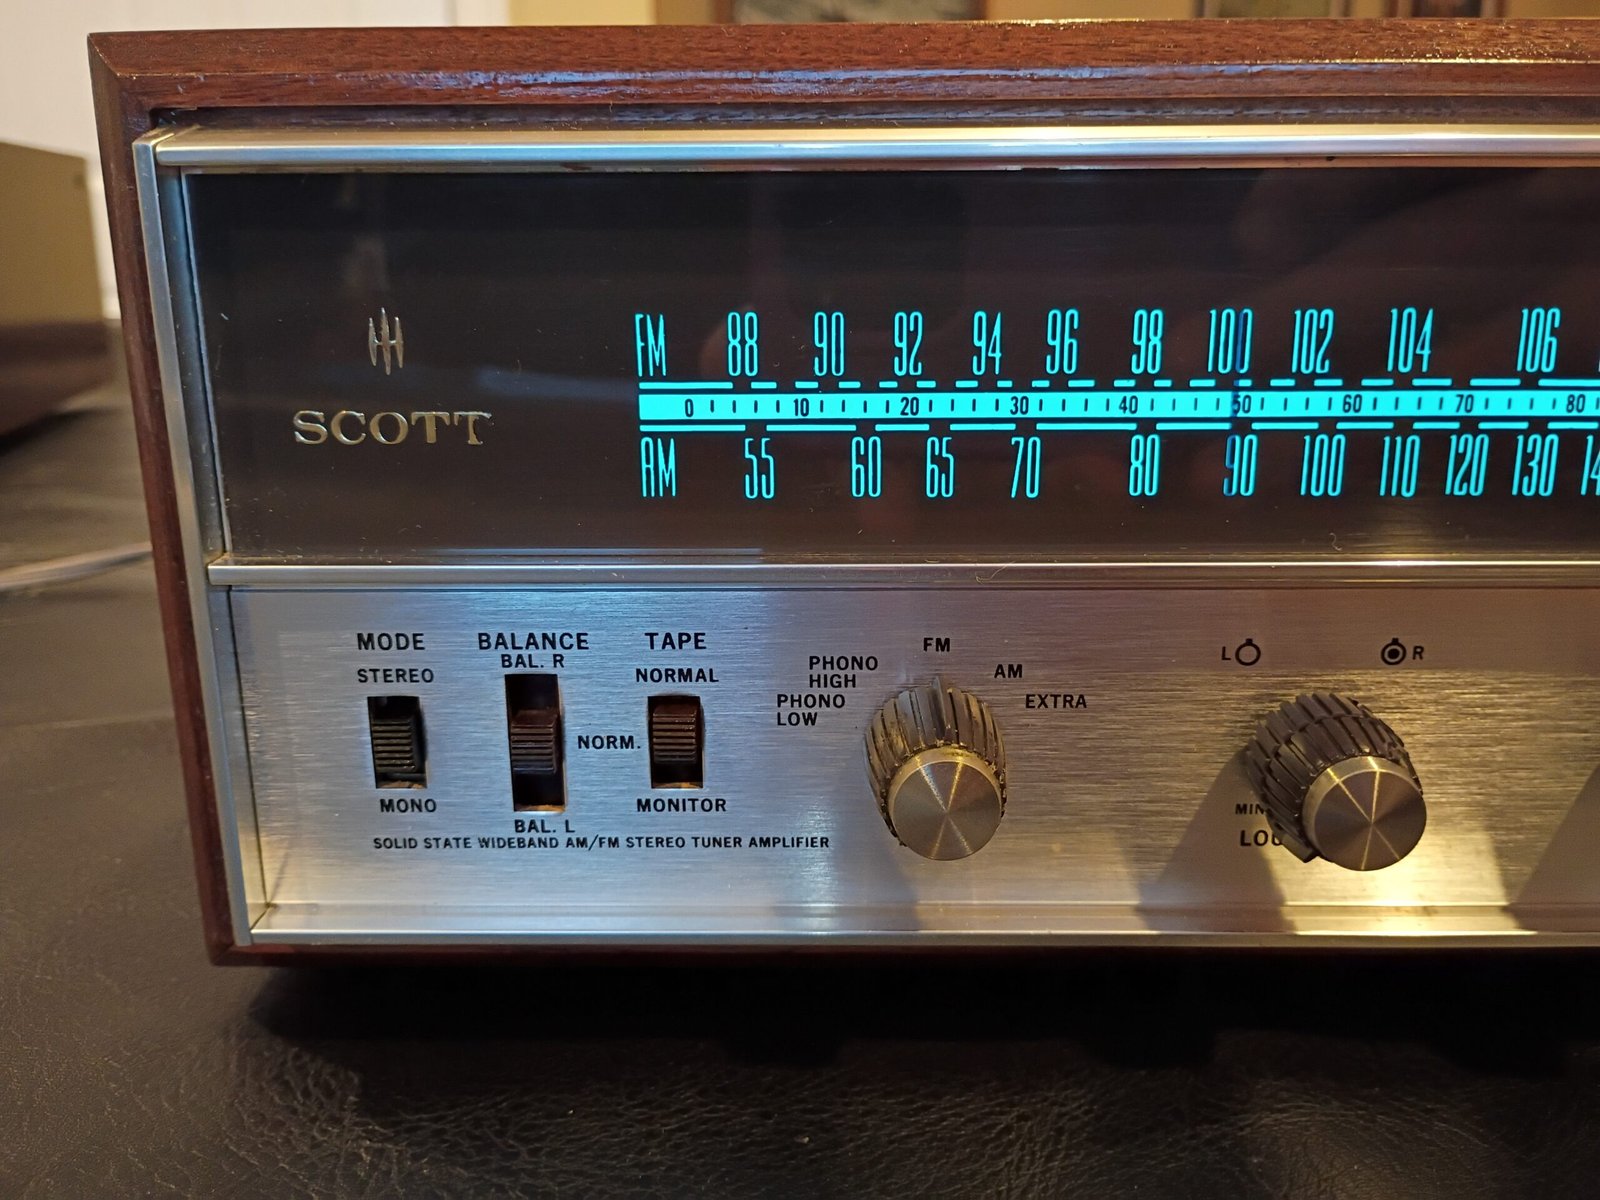 SCOTT
FM 88 90 92 94 96 98 100 102 104 106
0 10 20 30 40 50 60 70 80
AM 55 60 65 70 80 90 100 110 120 130
MODE
STEREO
MONO
BALANCE
BAL. R
NORM.
BAL. L
TAPE
NORMAL
MONITOR
SOLID STATE WIDEBAND AM/FM STEREO TUNER AMPLIFIER
PHONO
LOW
PHONO
HIGH
FM
AM
EXTRA
L
R